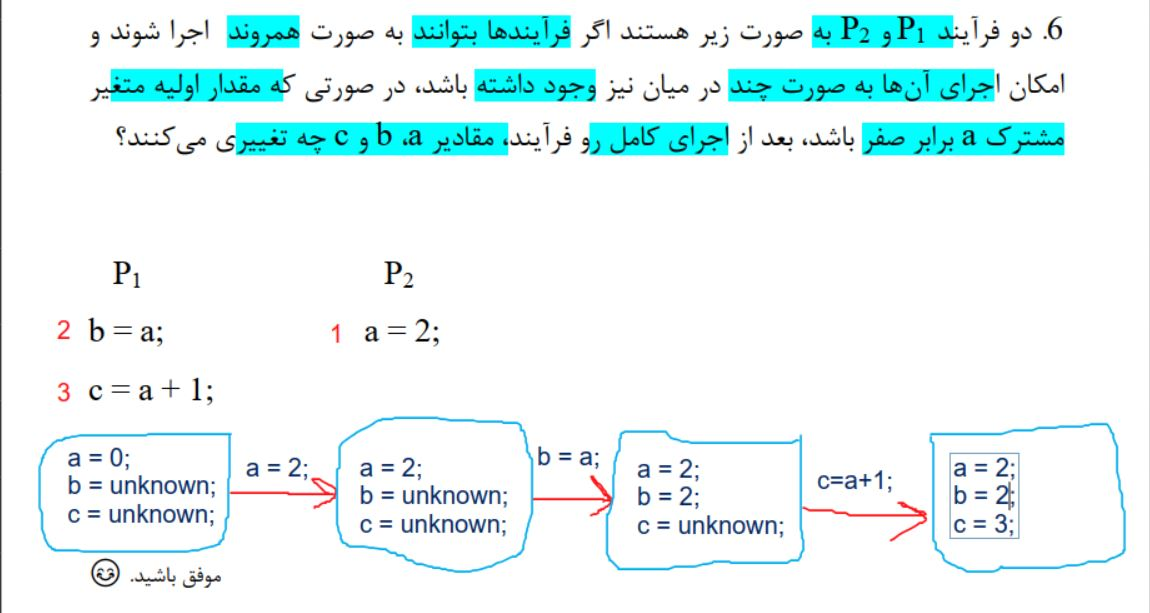 6. دو فرآیند P1 و P2 به صورت زیر هستند اگر فرآیندها بتوانند به صورت همروند اجرا شوند و
امکان اجرای آن‌ها به صورت چند در میان نیز وجود داشته باشد، در صورتی که مقدار اولیه متغیر
مشترک a برابر صفر باشد، بعد از اجرای کامل رو فرآیند، مقادیر a، b و c چه تغییری می‌کنند؟
P1 P2
2 b = a; 1 a = 2;
3 c = a + 1;
a = 0;
b = unknown;
c = unknown;
a = 2;
a = 2;
b = unknown;
c = unknown;
b = a;
a = 2;
b = 2;
c = unknown;
c=a+1;
a = 2;
b = 2;
c = 3;
موفق باشید. 😊